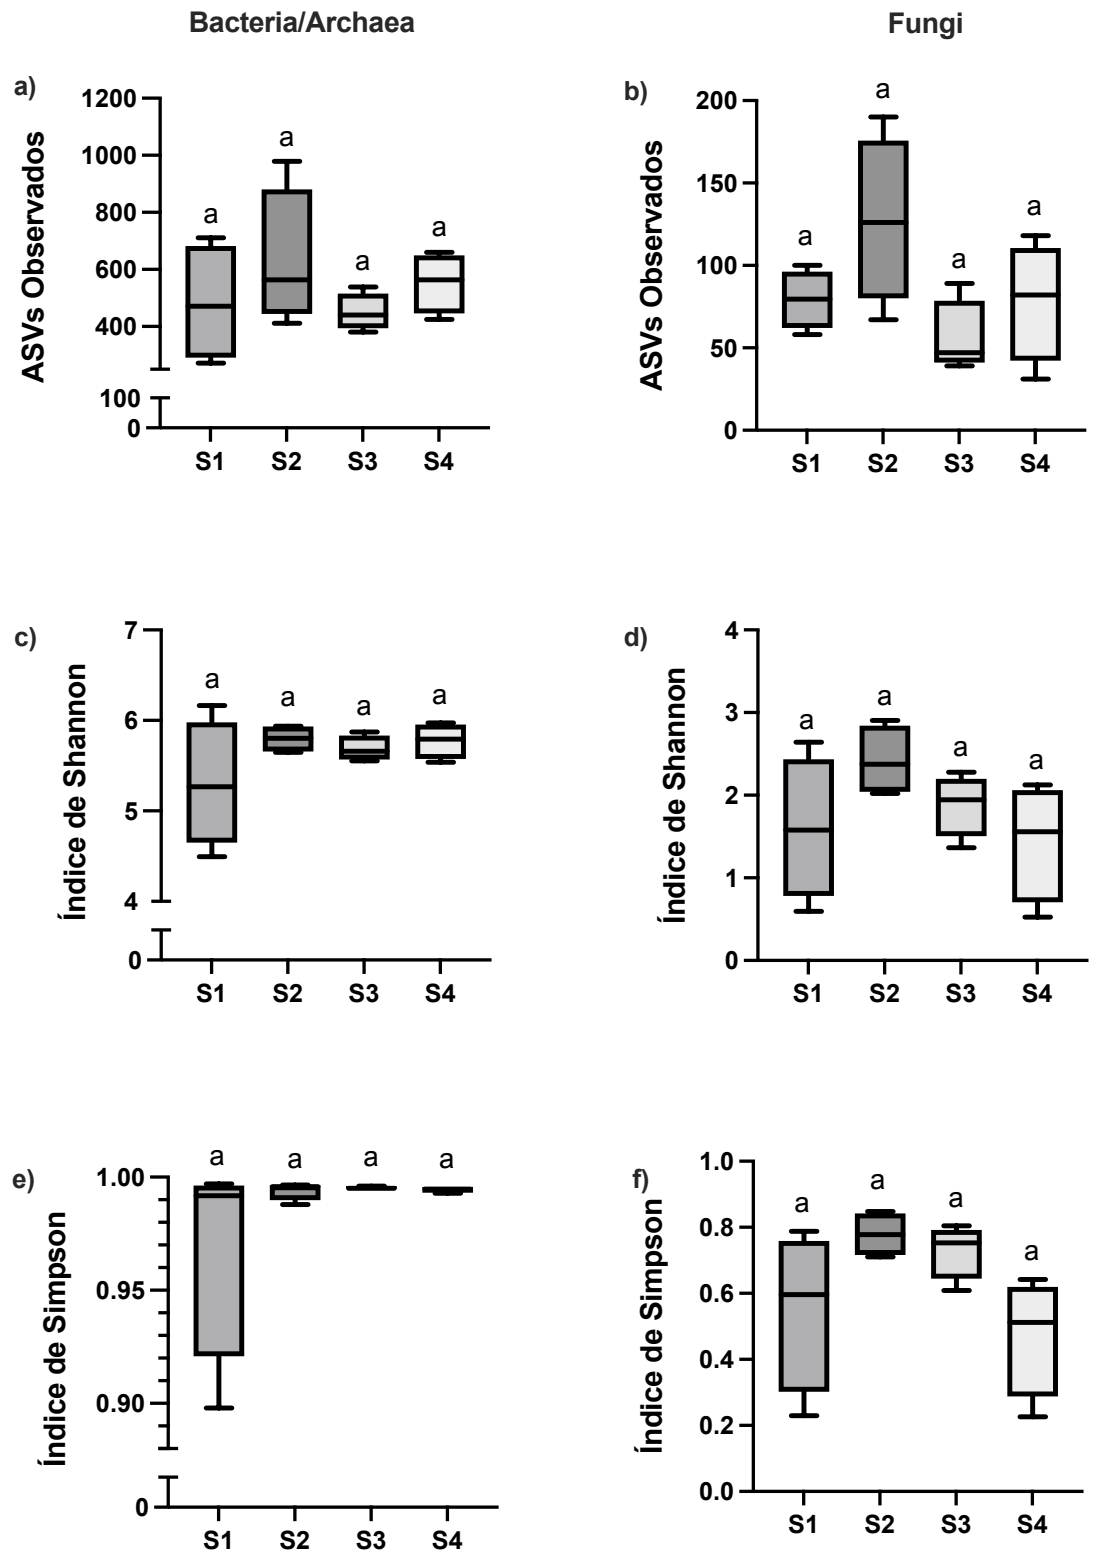 Bacteria/Archaea
Fungi
a)
ASVs Observados
1200
1000
800
600
400
100
0
a
a
a
a
S1 S2 S3 S4
b)
ASVs Observados
200
150
100
50
0
a
a
a
a
S1 S2 S3 S4
c)
Índice de Shannon
7
6
5
4
0
a
a
a
a
S1 S2 S3 S4
d)
Índice de Shannon
4
3
2
1
0
a
a
a
a
S1 S2 S3 S4
e)
Índice de Simpson
1.00
0.95
0.90
0
a a a a
S1 S2 S3 S4
f)
Índice de Simpson
1.0
0.8
0.6
0.4
0.2
0.0
a
a
a
a
S1 S2 S3 S4